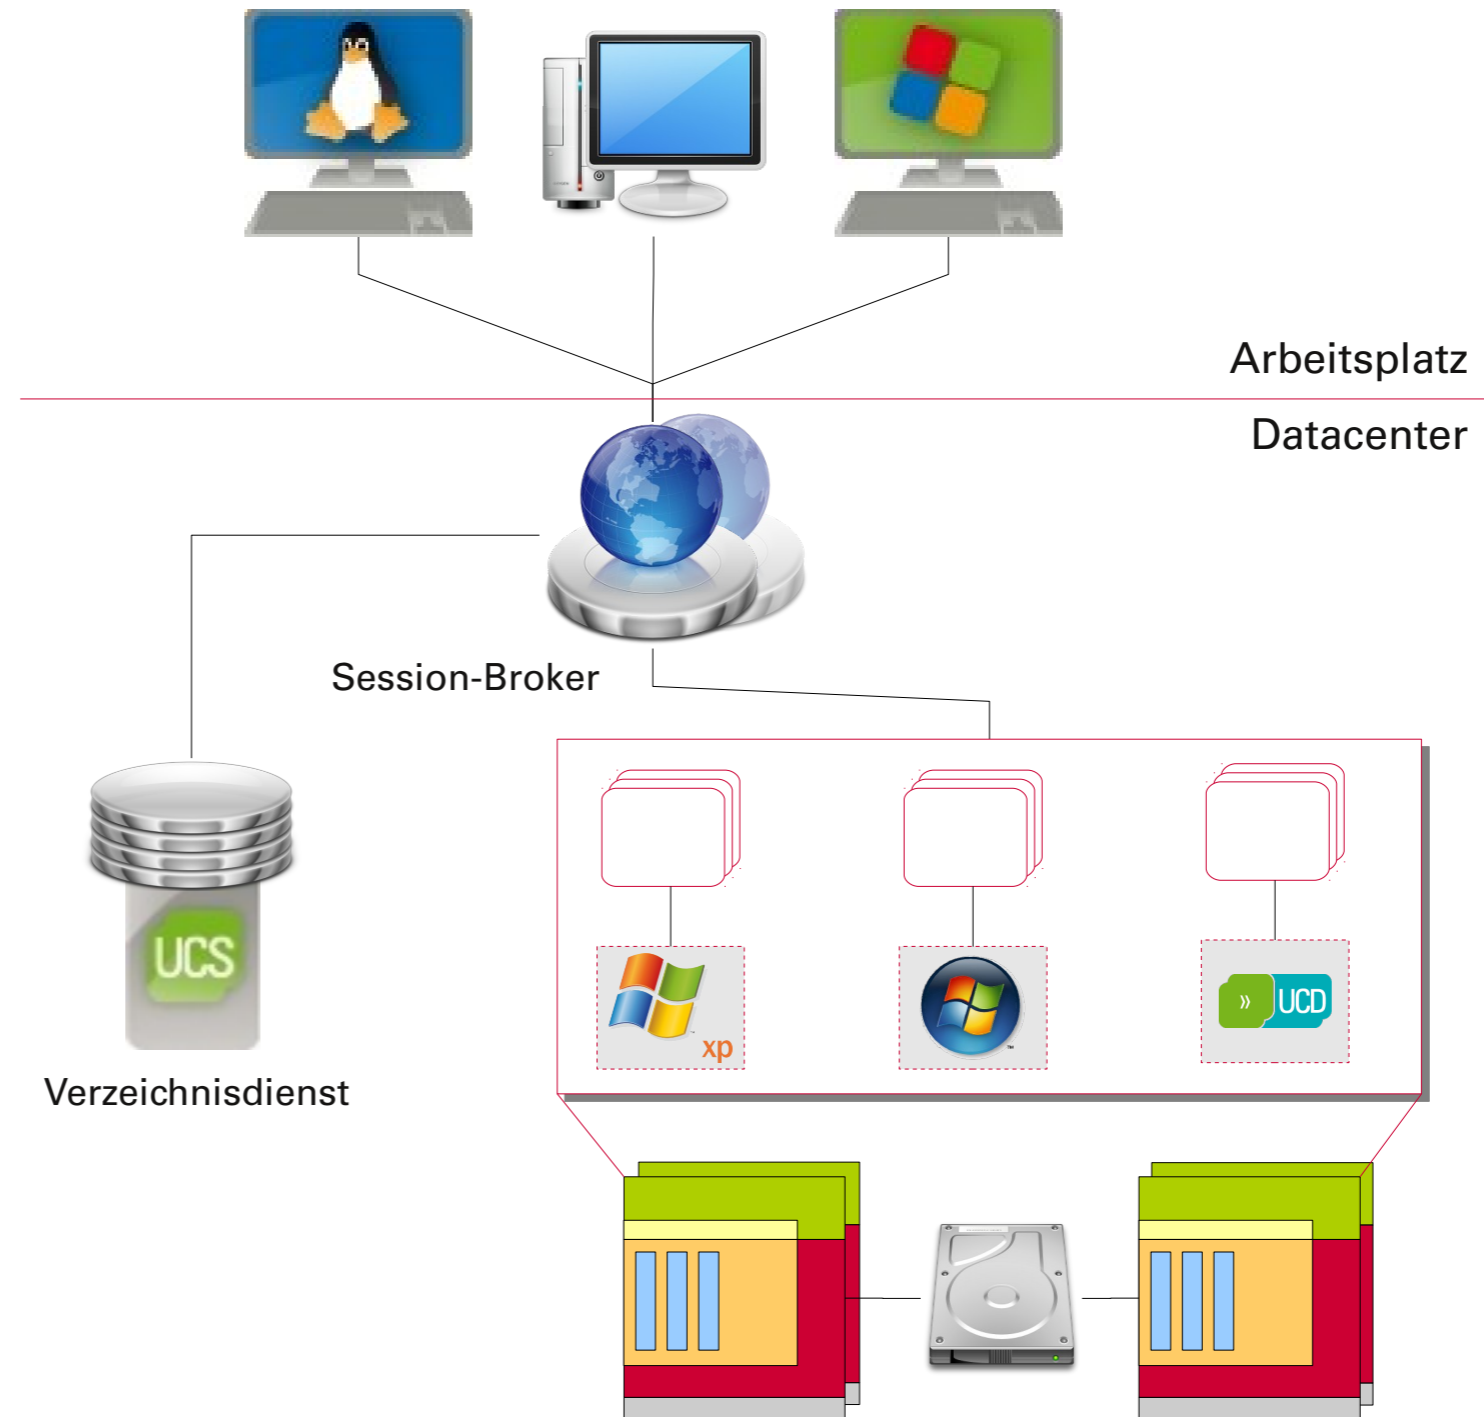 Arbeitsplatz
Datacenter
Session-Broker
UCS
Verzeichnisdienst
xp
» UCD